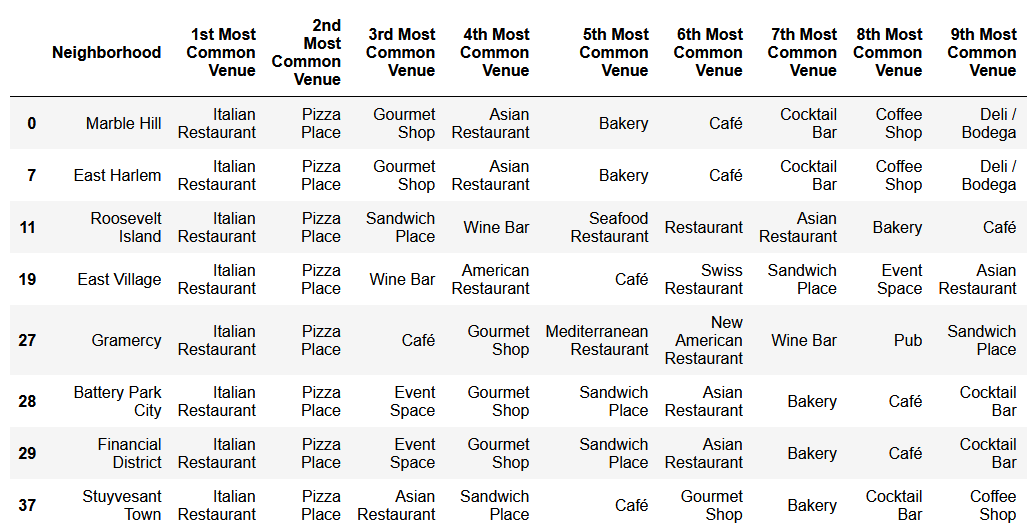 Neighborhood 1st Most Common Venue 2nd Most Common Venue 3rd Most Common Venue 4th Most Common Venue 5th Most Common Venue 6th Most Common Venue 7th Most Common Venue 8th Most Common Venue 9th Most Common Venue
0 Marble Hill Italian Restaurant Pizza Place Gourmet Shop Asian Restaurant Bakery Café Cocktail Bar Coffee Shop Deli / Bodega
7 East Harlem Italian Restaurant Pizza Place Gourmet Shop Asian Restaurant Bakery Café Cocktail Bar Coffee Shop Deli / Bodega
11 Roosevelt Island Italian Restaurant Pizza Place Sandwich Place Wine Bar Seafood Restaurant Restaurant Asian Restaurant Bakery Café
19 East Village Italian Restaurant Pizza Place Wine Bar American Restaurant Café Swiss Restaurant Sandwich Place Event Space Asian Restaurant
27 Gramercy Italian Restaurant Pizza Place Café Gourmet Shop Mediterranean Restaurant New American Restaurant Wine Bar Pub Sandwich Place
28 Battery Park City Italian Restaurant Pizza Place Event Space Gourmet Shop Sandwich Place Asian Restaurant Bakery Café Cocktail Bar
29 Financial District Italian Restaurant Pizza Place Event Space Gourmet Shop Sandwich Place Asian Restaurant Bakery Café Cocktail Bar
37 Stuyvesant Town Italian Restaurant Pizza Place Asian Restaurant Sandwich Place Café Gourmet Shop Bakery Cocktail Bar Coffee Shop